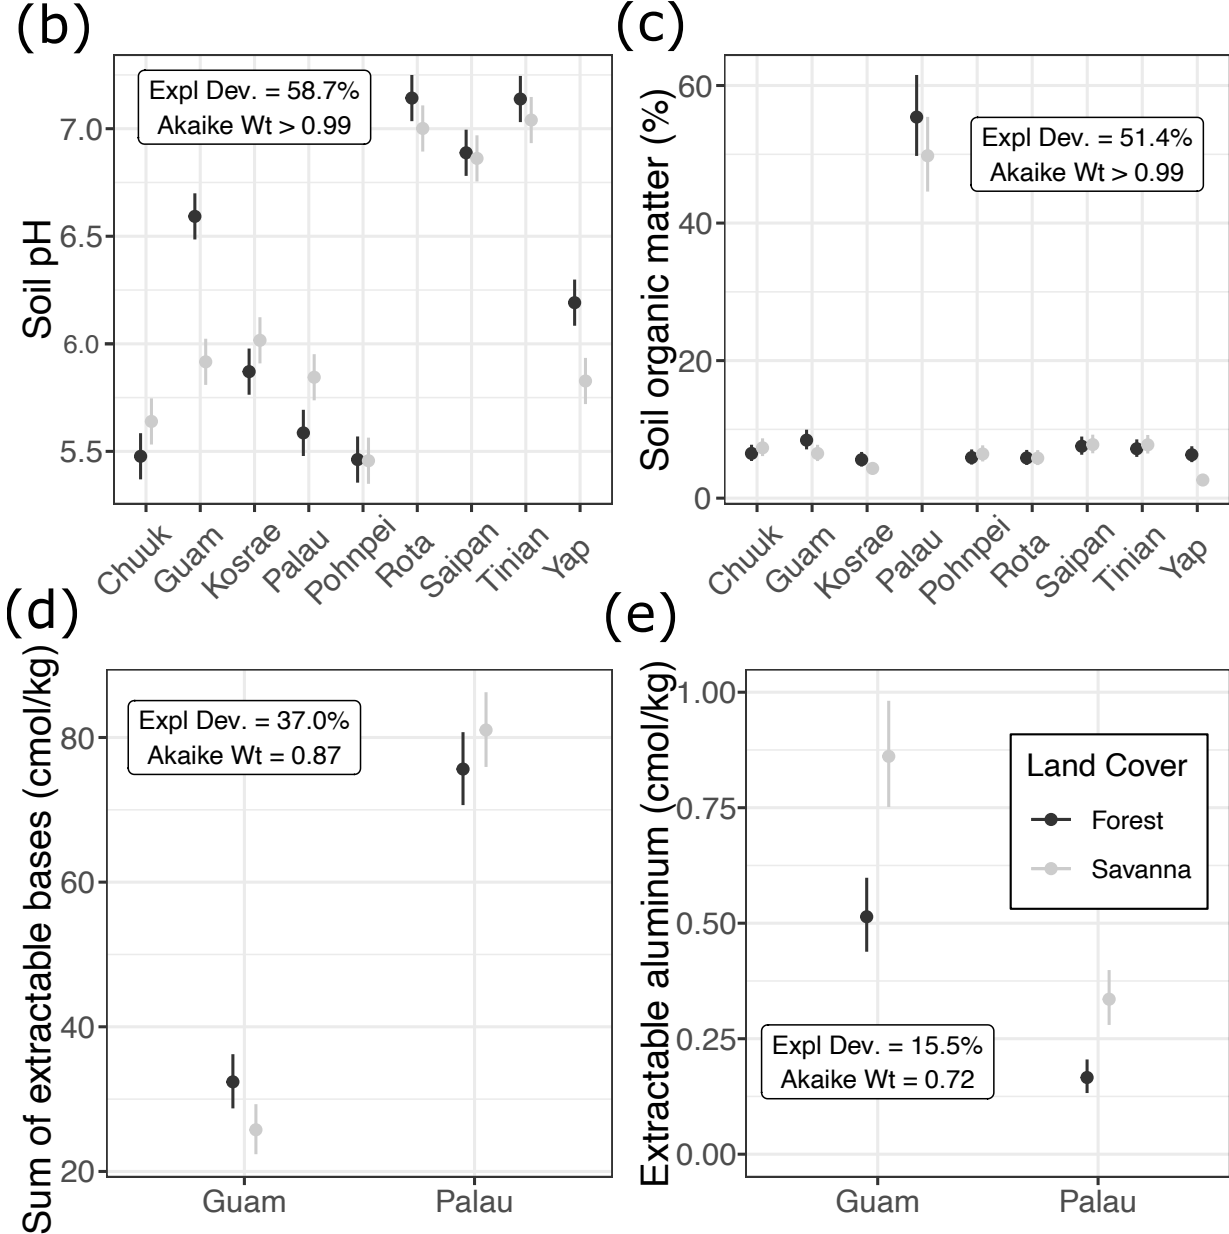 (b)
Expl Dev. = 58.7%
Akaike Wt > 0.99
Soil pH
7.0
6.5
6.0
5.5
Chuuk
Guam
Kosrae
Palau
Pohnpei
Rota
Saipan
Tinian
Yap
(c)
Expl Dev. = 51.4%
Akaike Wt > 0.99
Soil organic matter (%)
60
40
20
0
Chuuk
Guam
Kosrae
Palau
Pohnpei
Rota
Saipan
Tinian
Yap
(d)
Expl Dev. = 37.0%
Akaike Wt = 0.87
Sum of extractable bases (cmol/kg)
80
60
40
20
Guam
Palau
(e)
Extractable aluminum (cmol/kg)
1.00
0.75
0.50
0.25
0.00
Land Cover
Forest
Savanna
Expl Dev. = 15.5%
Akaike Wt = 0.72
Guam
Palau